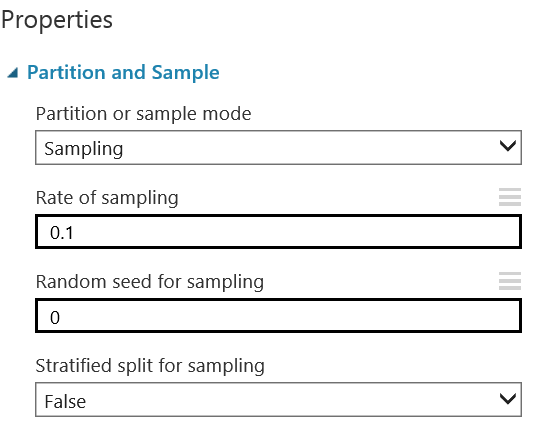 Properties
Partition and Sample
Partition or sample mode
Sampling
Rate of sampling
0.1
Random seed for sampling
0
Stratified split for sampling
False